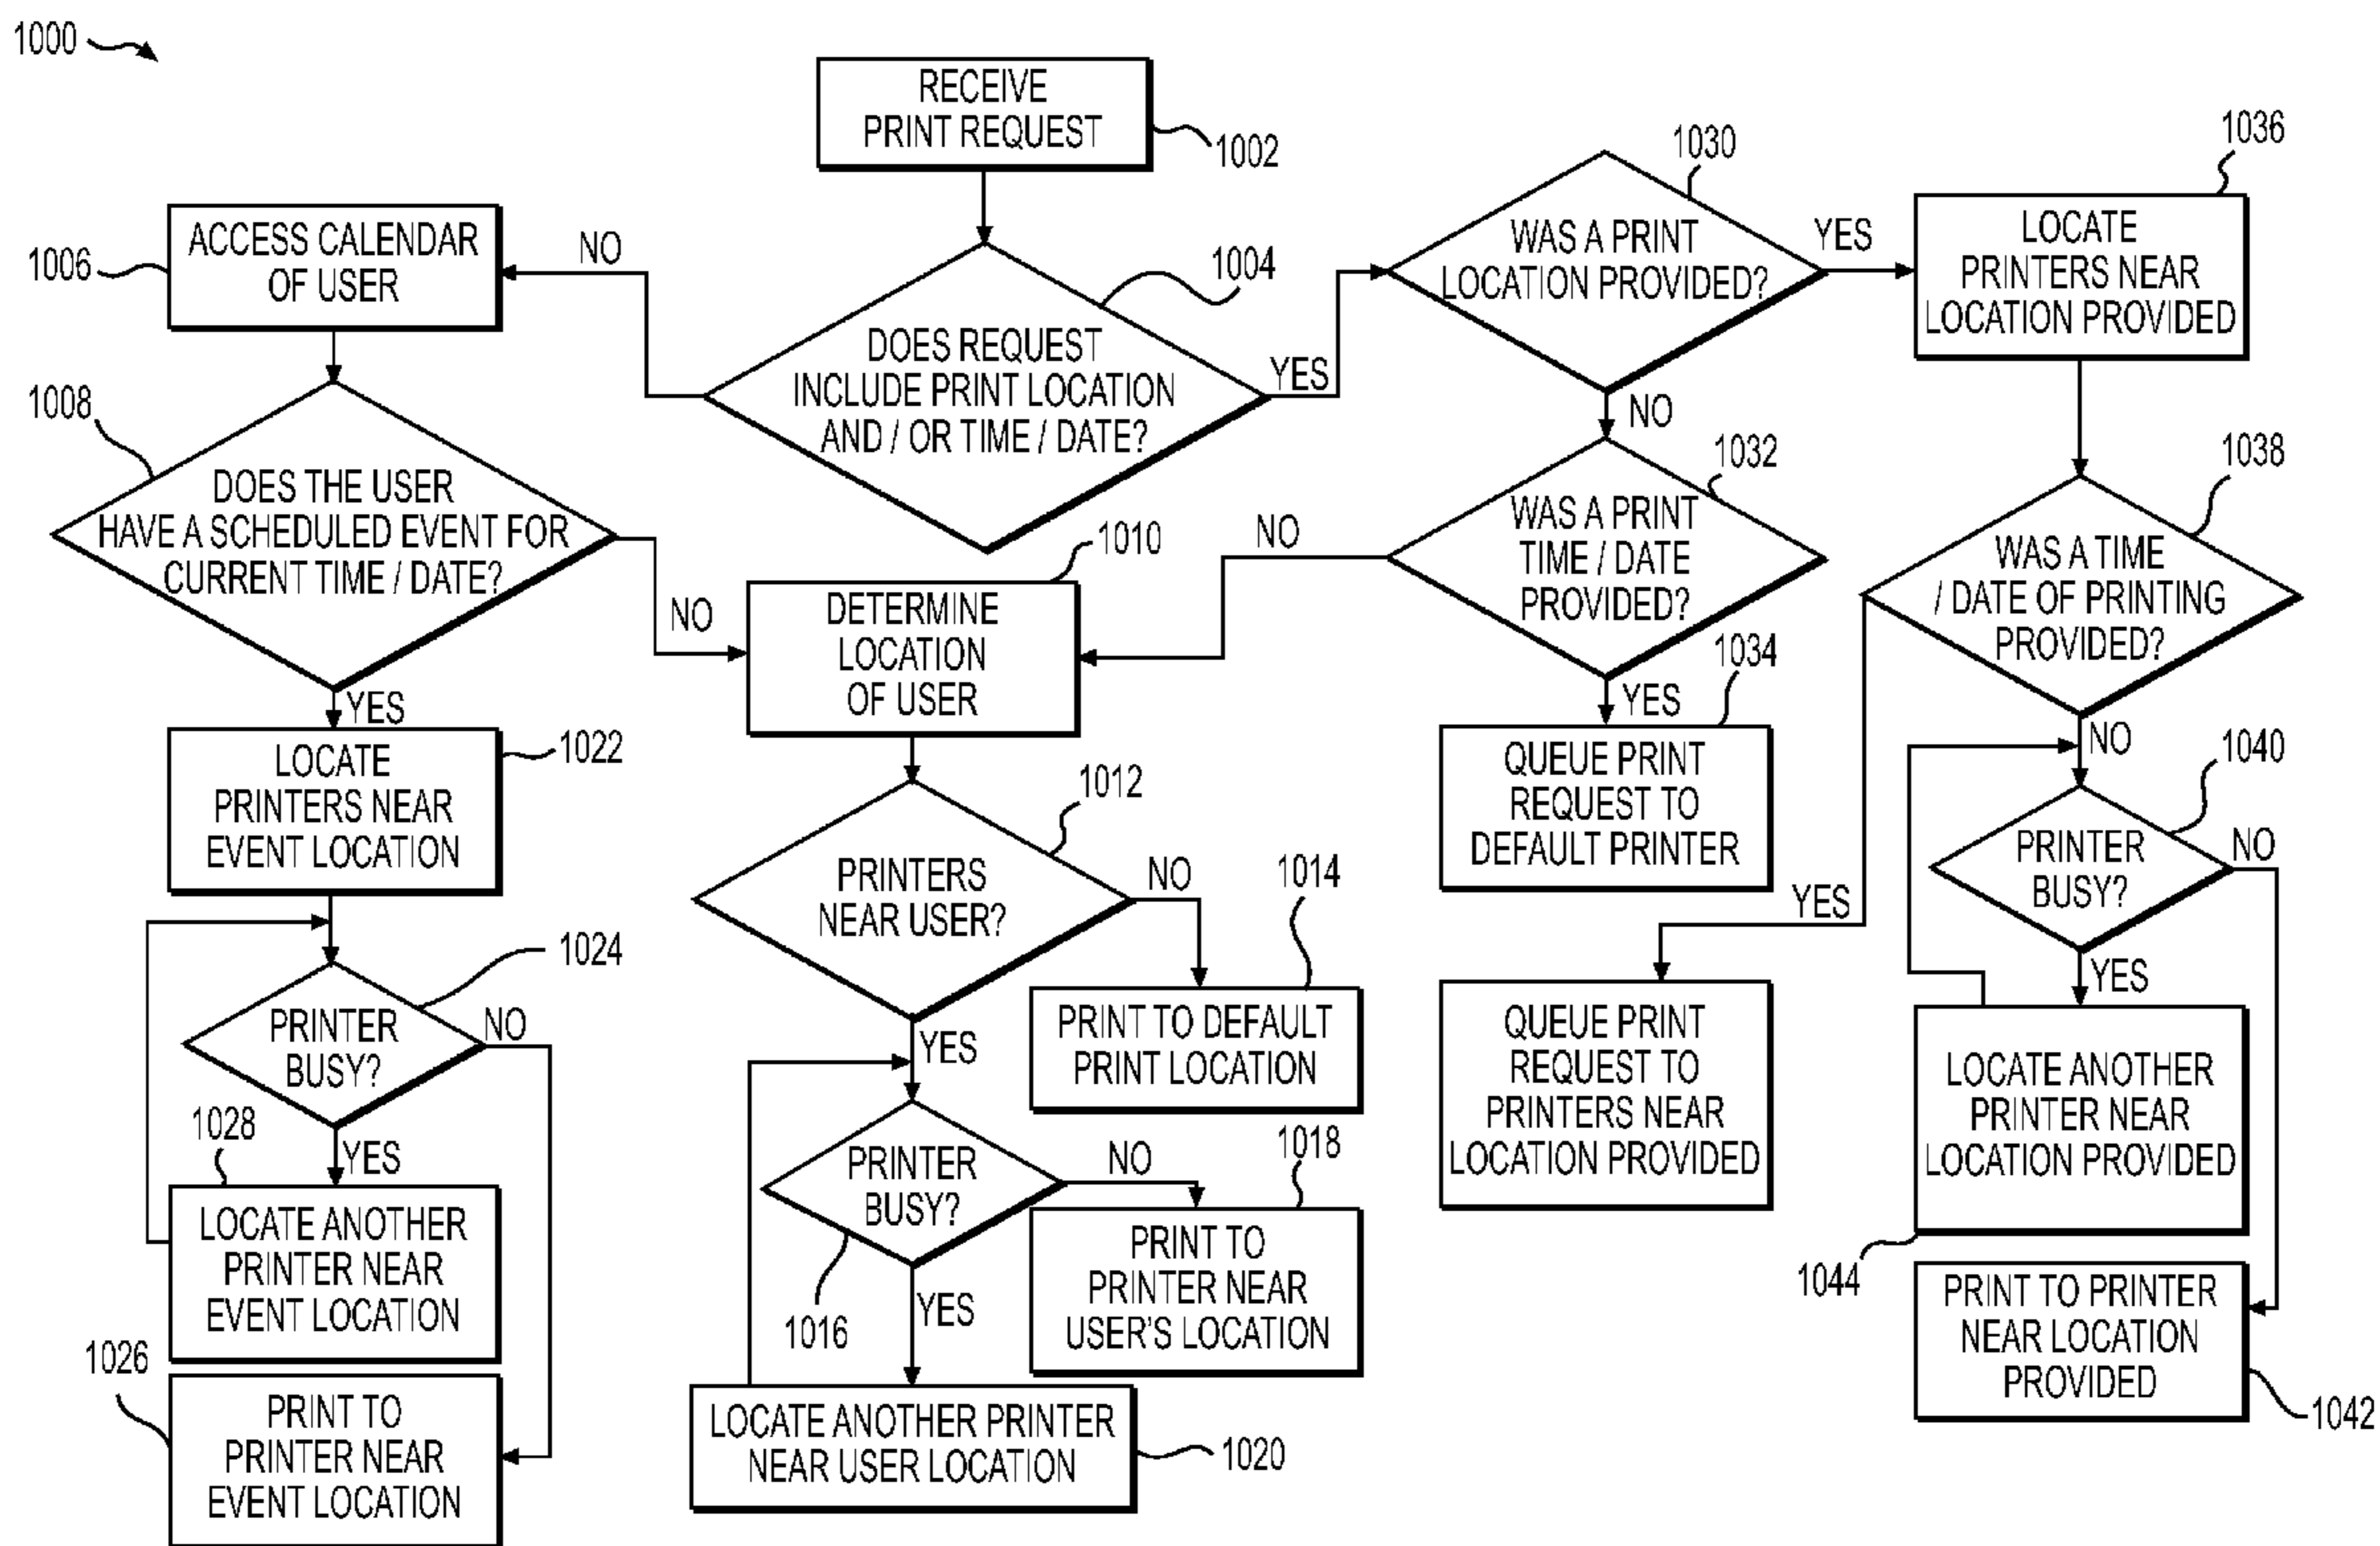 1000
RECEIVE
PRINT REQUEST
1002
ACCESS CALENDAR
OF USER
1006
NO
DOES REQUEST
INCLUDE PRINT LOCATION
AND / OR TIME / DATE?
1004
YES
DOES THE USER
HAVE A SCHEDULED EVENT FOR
CURRENT TIME / DATE?
1008
NO
YES
LOCATE
PRINTERS NEAR
EVENT LOCATION
1022
PRINTER
BUSY?
1024
NO
YES
1028
LOCATE ANOTHER
PRINTER NEAR
EVENT LOCATION
1026
PRINT TO
PRINTER NEAR
EVENT LOCATION
DETERMINE
LOCATION
OF USER
1010
PRINTERS
NEAR USER?
1012
NO
1014
PRINT TO DEFAULT
PRINT LOCATION
YES
PRINTER
BUSY?
1016
NO
1018
PRINT TO
PRINTER NEAR
USER'S LOCATION
YES
LOCATE ANOTHER PRINTER
NEAR USER LOCATION
1020
WAS A PRINT
LOCATION PROVIDED?
1030
YES
NO
WAS A PRINT
TIME / DATE
PROVIDED?
1032
NO
YES
1034
QUEUE PRINT
REQUEST TO
DEFAULT PRINTER
LOCATE
PRINTERS NEAR
LOCATION PROVIDED
1036
WAS A TIME
/ DATE OF PRINTING
PROVIDED?
1038
YES
QUEUE PRINT
REQUEST TO
PRINTERS NEAR
LOCATION PROVIDED
NO
PRINTER
BUSY?
1040
NO
YES
LOCATE ANOTHER
PRINTER NEAR
LOCATION PROVIDED
1044
PRINT TO PRINTER
NEAR LOCATION
PROVIDED
1042